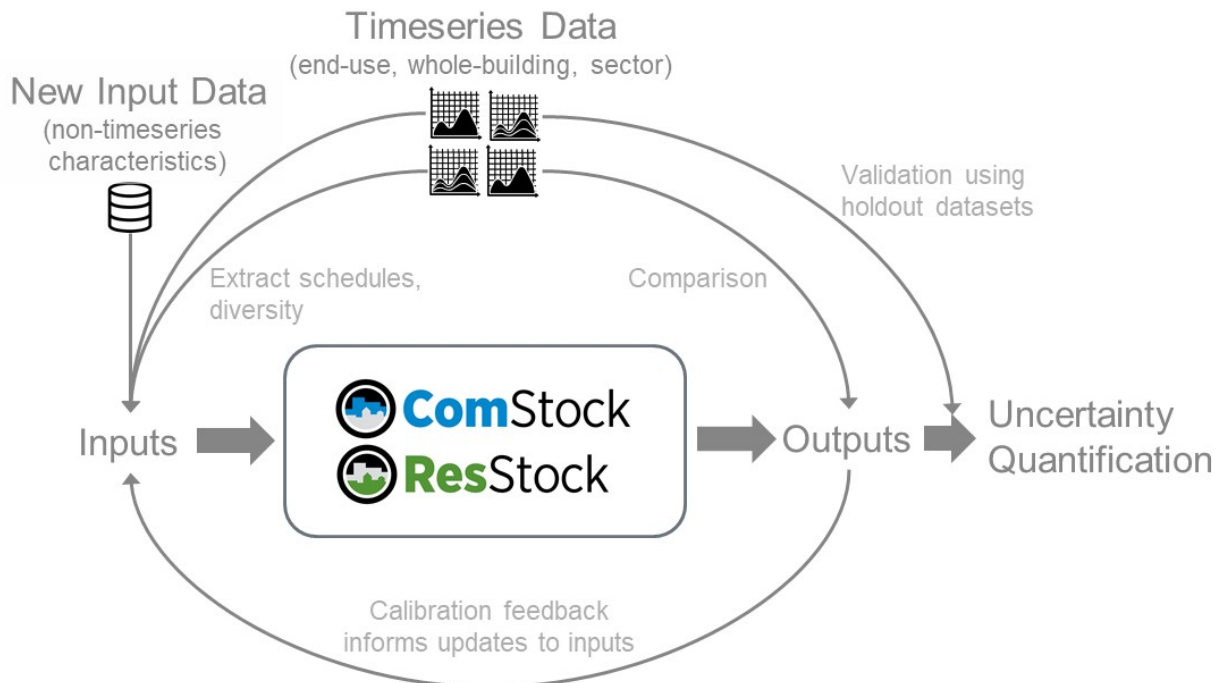 Timeseries Data
(end-use, whole-building, sector)
New Input Data
(non-timeseries
characteristics)
Validation using
holdout datasets
Extract schedules,
diversity
Comparison
ComStock
ResStock
Inputs
Outputs
Uncertainty
Quantification
Calibration feedback
informs updates to inputs